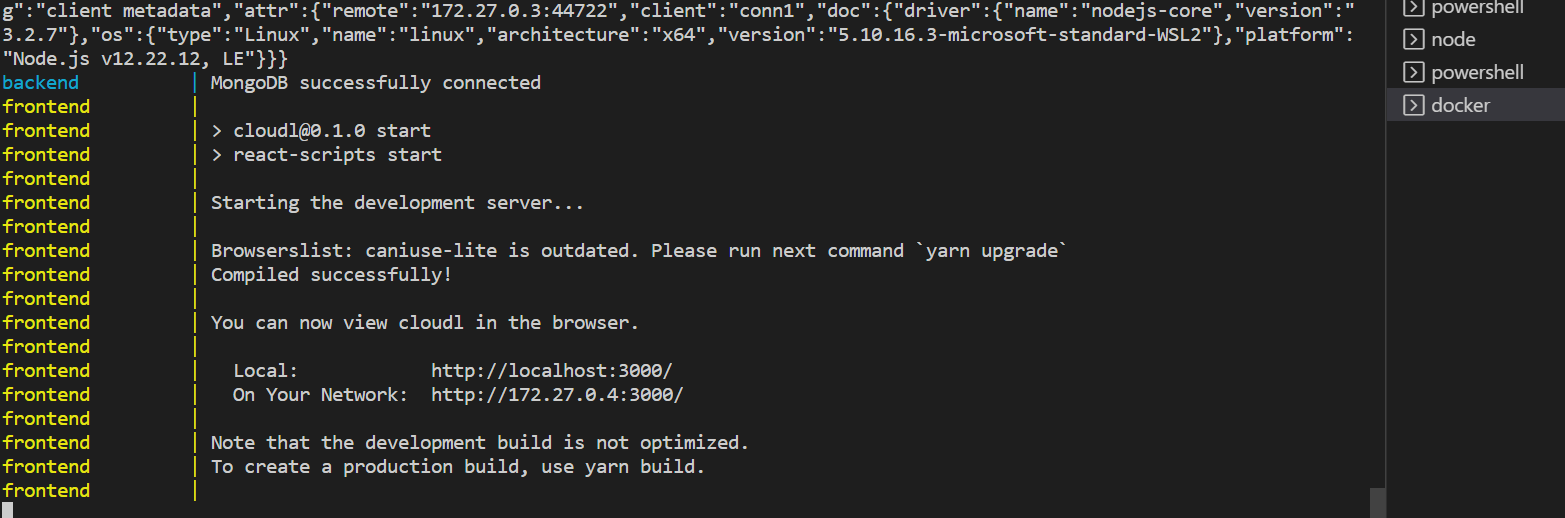 g":"client metadata","attr":{"remote":"172.27.0.3:44722","client":"conn1","doc":{"driver":{"name":"nodejs-core","version":"
3.2.7"},"os":{"type":"Linux","name":"linux","architecture":"x64","version":"5.10.16.3-microsoft-standard-WSL2"},"platform":
"Node.js v12.22.12, LE"}}}
backend | MongoDB successfully connected
frontend |
frontend | > cloudl@0.1.0 start
frontend | > react-scripts start
frontend |
frontend | Starting the development server...
frontend |
frontend | Browserslist: caniuse-lite is outdated. Please run next command `yarn upgrade`
frontend | Compiled successfully!
frontend |
frontend | You can now view cloudl in the browser.
frontend |
frontend | Local: http://localhost:3000/
frontend | On Your Network: http://172.27.0.4:3000/
frontend |
frontend | Note that the development build is not optimized.
frontend | To create a production build, use yarn build.
frontend |
powershell
node
powershell
docker